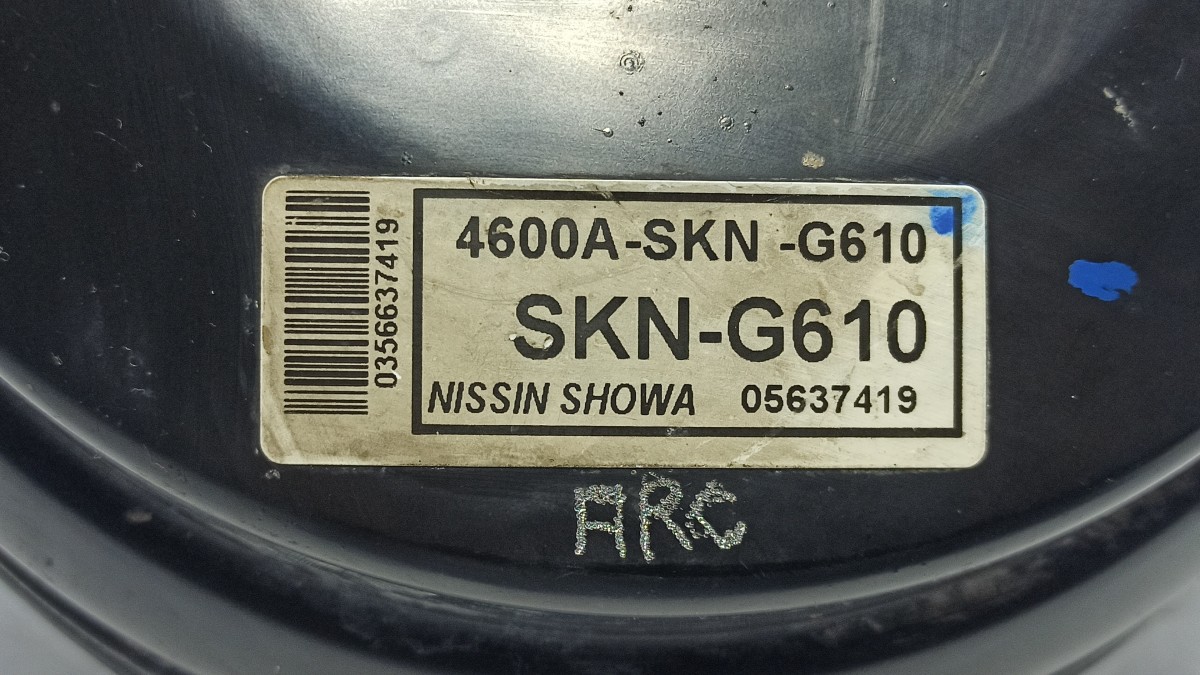 0356637419
4600A-SKN -G610
SKN-G610
NISSIN SHOWA 05637419
ARC